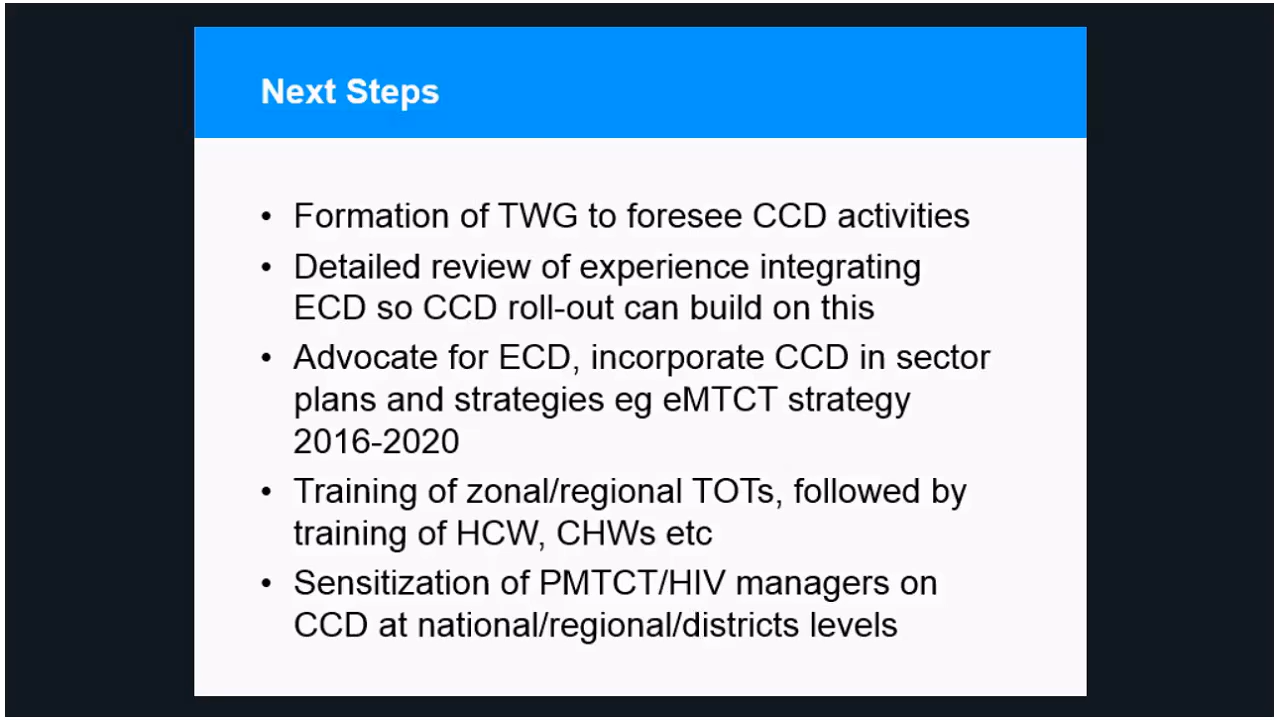 Next Steps
• Formation of TWG to foresee CCD activities
• Detailed review of experience integrating
ECD so CCD roll-out can build on this
• Advocate for ECD, incorporate CCD in sector
plans and strategies eg eMTCT strategy
2016-2020
• Training of zonal/regional TOTs, followed by
training of HCW, CHWs etc
• Sensitization of PMTCT/HIV managers on
CCD at national/regional/districts levels